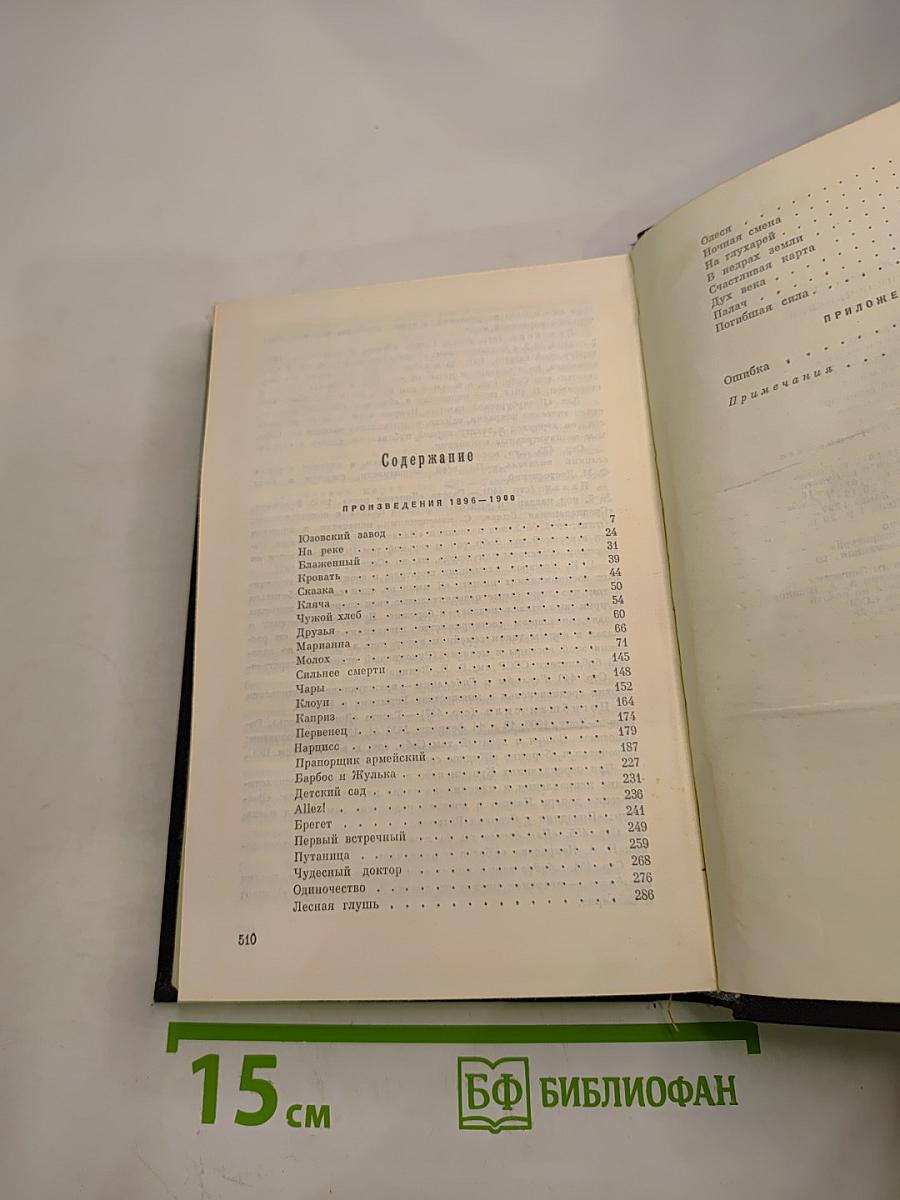 Содержание
ПРОИЗВЕДЕНИЯ 1896—1900
Юзовский завод . . . . . . . . . . . . 7
На реке . . . . . . . . . . . . 24
Блаженный . . . . . . . . . . . . 31
Кровать . . . . . . . . . . . . 39
Сказка . . . . . . . . . . . . 44
Кляча . . . . . . . . . . . . 50
Чужой хлеб . . . . . . . . . . . . 54
Друзья . . . . . . . . . . . . 60
Марианна . . . . . . . . . . . . 66
Молох . . . . . . . . . . . . 71
Сильнее смерти . . . . . . . . . . . . 145
Чары . . . . . . . . . . . . 148
Клоун . . . . . . . . . . . . 152
Каприз . . . . . . . . . . . . 164
Первенец . . . . . . . . . . . . 174
Нарцисс . . . . . . . . . . . . 179
Прапорщик армейский . . . . . . . . . . . . 187
Барбос и Жулька . . . . . . . . . . . . 227
Детский сад . . . . . . . . . . . . 231
Allez! . . . . . . . . . . . . 236
Брегет . . . . . . . . . . . . 241
Первый встречный . . . . . . . . . . . . 249
Путаница . . . . . . . . . . . . 259
Чудесный доктор . . . . . . . . . . . . 268
Одиночество . . . . . . . . . . . . 276
Лесная глушь . . . . . . . . . . . . 286
510
Олеся . . . . . . . . .
Ночная смена . . . . . . . . .
На глухарей . . . . . . . . .
В недрах земли . . . . . . . . .
Счастливая карта . . . . . . . . .
Дух века . . . . . . . . .
Палач . . . . . . . . .
Погибшая сила . . . . . . . . .
ПРИЛОЖЕ
Ошибка . . . . . .
Примечания . . . .
15 см
БФ БИБЛИОФАН